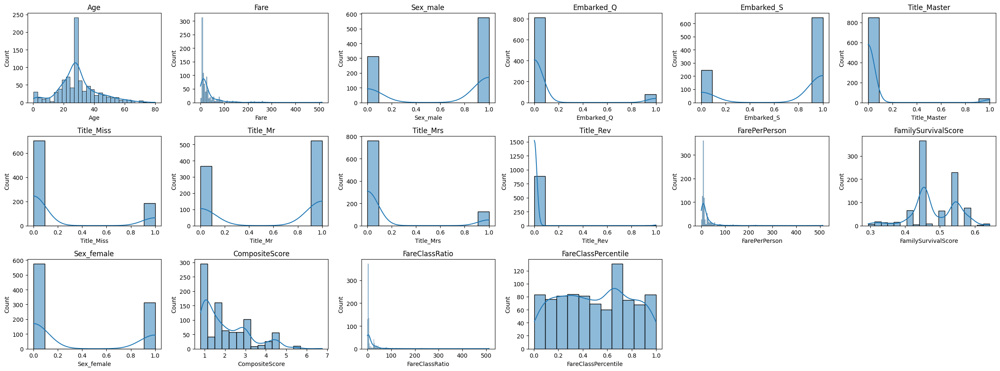 Age
Fare
Sex_male
Embarked_Q
Embarked_S
Title_Master
Count
250
200
150
100
50
0
0 20 40 60 80
Age
Count
300
250
200
150
100
50
0
0 100 200 300 400 500
Fare
Count
600
500
400
300
200
100
0
0.0 0.2 0.4 0.6 0.8 1.0
Sex_male
Count
800
600
400
200
0
0.0 0.2 0.4 0.6 0.8 1.0
Embarked_Q
Count
600
500
400
300
200
100
0
0.0 0.2 0.4 0.6 0.8 1.0
Embarked_S
Count
800
600
400
200
0
0.0 0.2 0.4 0.6 0.8 1.0
Title_Master
Title_Miss
Title_Mr
Title_Mrs
Title_Rev
FarePerPerson
FamilySurvivalScore
Count
600
400
200
0
0.0 0.2 0.4 0.6 0.8 1.0
Title_Miss
Count
500
400
300
200
100
0
0.0 0.2 0.4 0.6 0.8 1.0
Title_Mr
Count
800
600
400
200
0
0.0 0.2 0.4 0.6 0.8 1.0
Title_Mrs
Count
1500
1250
1000
750
500
250
0
0.0 0.2 0.4 0.6 0.8 1.0
Title_Rev
Count
300
200
100
0
0 100 200 300 400 500
FarePerPerson
Count
300
200
100
0
0.3 0.4 0.5 0.6
FamilySurvivalScore
Sex_female
CompositeScore
FareClassRatio
FareClassPercentile
Count
600
500
400
300
200
100
0
0.0 0.2 0.4 0.6 0.8 1.0
Sex_female
Count
300
250
200
150
100
50
0
1 2 3 4 5 6 7
CompositeScore
Count
300
200
100
0
0 100 200 300 400 500
FareClassRatio
Count
120
100
80
60
40
20
0
0.0 0.2 0.4 0.6 0.8 1.0
FareClassPercentile